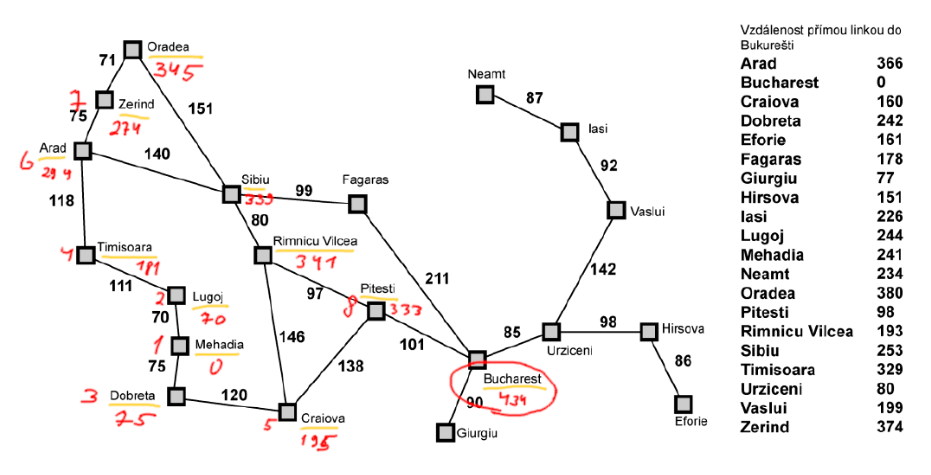 Oradea
345
71
7
Zerind
75
274
151
Arad
6
294
140
118
Sibiu
339
99
Fagaras
80
Timisoara
4
181
111
Rimnicu Vilcea
341
97
211
Lugoj
2
70
70
Pitesti
8
333
146
101
1
Mehadia
0
75
138
3
Dobreta
75
120
5
Craiova
195
Bucharest
434
90
Giurgiu
85
Urziceni
98
Hirsova
86
Eforie
142
Vaslui
92
Iasi
87
Neamt
Vzdálenost přímou linkou do
Bukurešti
Arad 366
Bucharest 0
Craiova 160
Dobreta 242
Eforie 161
Fagaras 178
Giurgiu 77
Hirsova 151
Iasi 226
Lugoj 244
Mehadia 241
Neamt 234
Oradea 380
Pitesti 98
Rimnicu Vilcea 193
Sibiu 253
Timisoara 329
Urziceni 80
Vaslui 199
Zerind 374